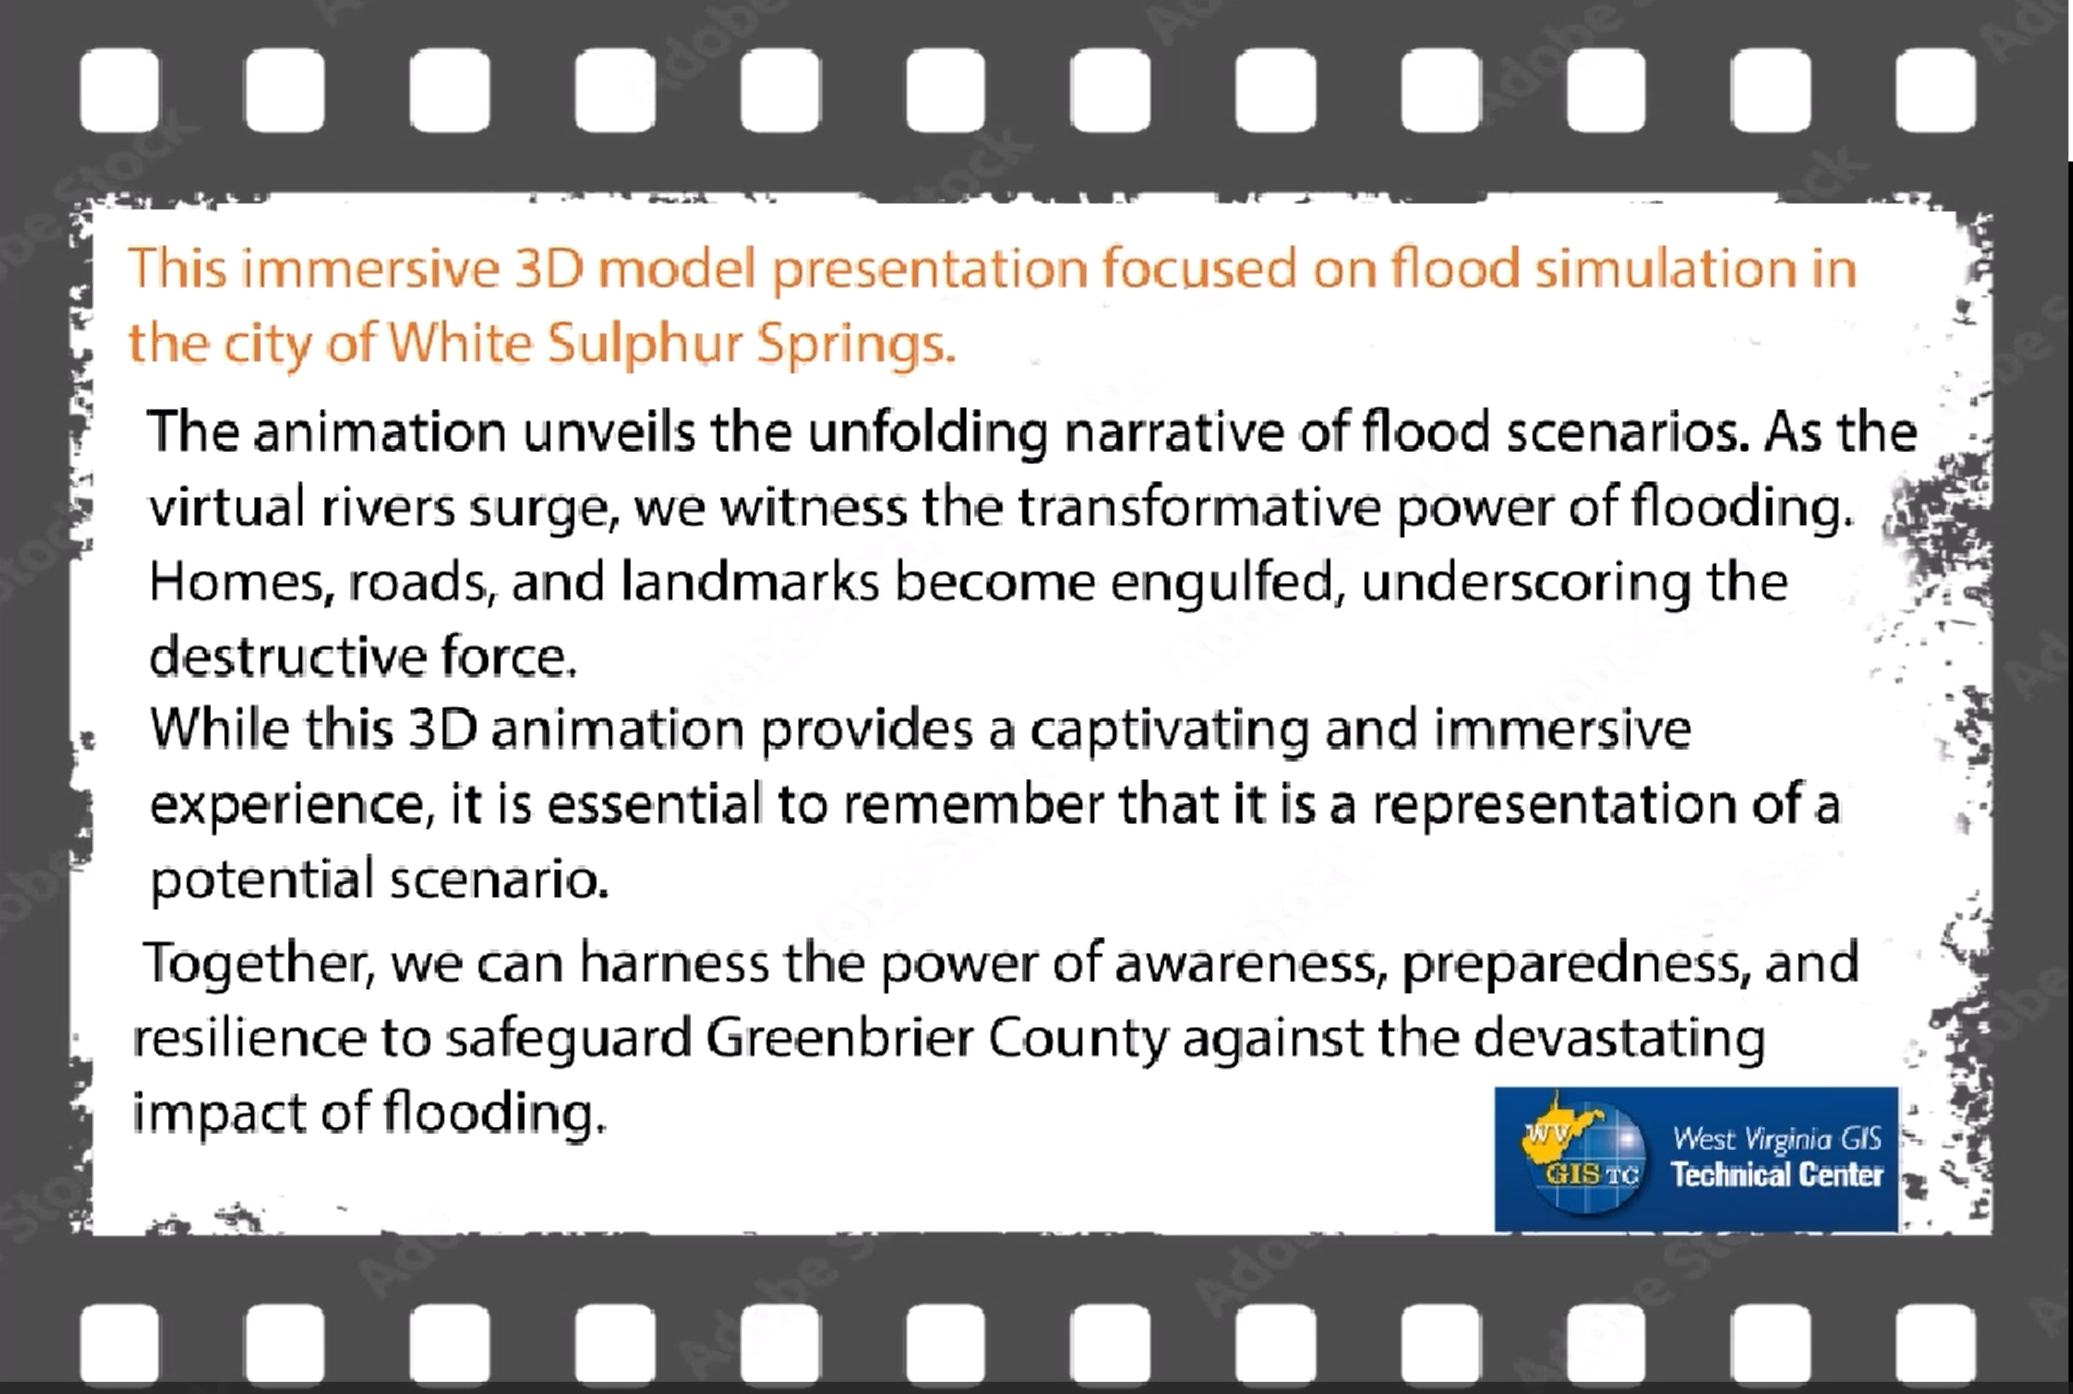 This immersive 3D model presentation focused on flood simulation in
the city of White Sulphur Springs.
The animation unveils the unfolding narrative of flood scenarios. As the
virtual rivers surge, we witness the transformative power of flooding.
Homes, roads, and landmarks become engulfed, underscoring the
destructive force.
While this 3D animation provides a captivating and immersive
experience, it is essential to remember that it is a representation of a
potential scenario.
Together, we can harness the power of awareness, preparedness, and
resilience to safeguard Greenbrier County against the devastating
impact of flooding.
WV
GIS TC
West Virginia GIS
Technical Center
Adobe Stock